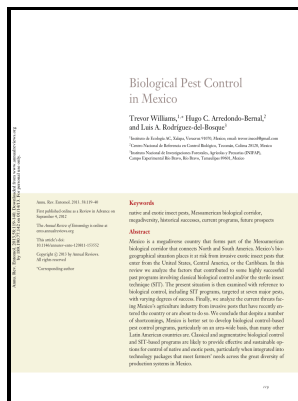 Biological Pest Control
in Mexico
Trevor Williams,1,* Hugo C. Arredondo-Bernal,2
and Luis A. Rodríguez-del-Bosque3
1Instituto de Ecología AC, Xalapa, Veracruz 91070, Mexico; email: trevor.inecol@gmail.com
2Centro Nacional de Referencia en Control Biológico, Tecomán, Colima 28120, Mexico
3Instituto Nacional de Investigaciones Forestales, Agrícolas y Pecuarias (INIFAP),
Campo Experimental Río Bravo, Río Bravo, Tamaulipas 88900, Mexico
Annu. Rev. Entomol. 2013. 58:119–40
First published online as a Review in Advance on
September 4, 2012
The Annual Review of Entomology is online at
ento.annualreviews.org
This article's doi:
10.1146/annurev-ento-120811-153552
Copyright © 2013 by Annual Reviews.
All rights reserved
*Corresponding author
Keywords
native and exotic insect pests, Mesoamerican biological corridor,
megadiversity, historical successes, current programs, future prospects
Abstract
Mexico is a megadiverse country that forms part of the Mesoamerican
biological corridor that connects North and South America. Mexico's bio-
geographical situation places it at risk from invasive exotic insect pests that
enter from the United States, Central America, or the Caribbean. In this
review we analyze the factors that contributed to some highly successful
past programs involving classical biological control and/or the sterile insect
technique (SIT). The present situation is then examined with reference to
biological control, including SIT programs, targeted at seven major pests,
with varying degrees of success. Finally, we analyze the current threats fac-
ing Mexico's agriculture industry from invasive pests that have recently en-
tered the country or are about to do so. We conclude that despite a number
of shortcomings, Mexico is better set to develop biological control–based
pest control programs, particularly on an area-wide basis, than many other
Latin American countries are. Classical and augmentative biological control
and SIT-based programs are likely to provide effective and sustainable op-
tions for control of native and exotic pests, particularly when integrated into
technology packages that meet farmers' needs across the great diversity of
production systems in Mexico.
119